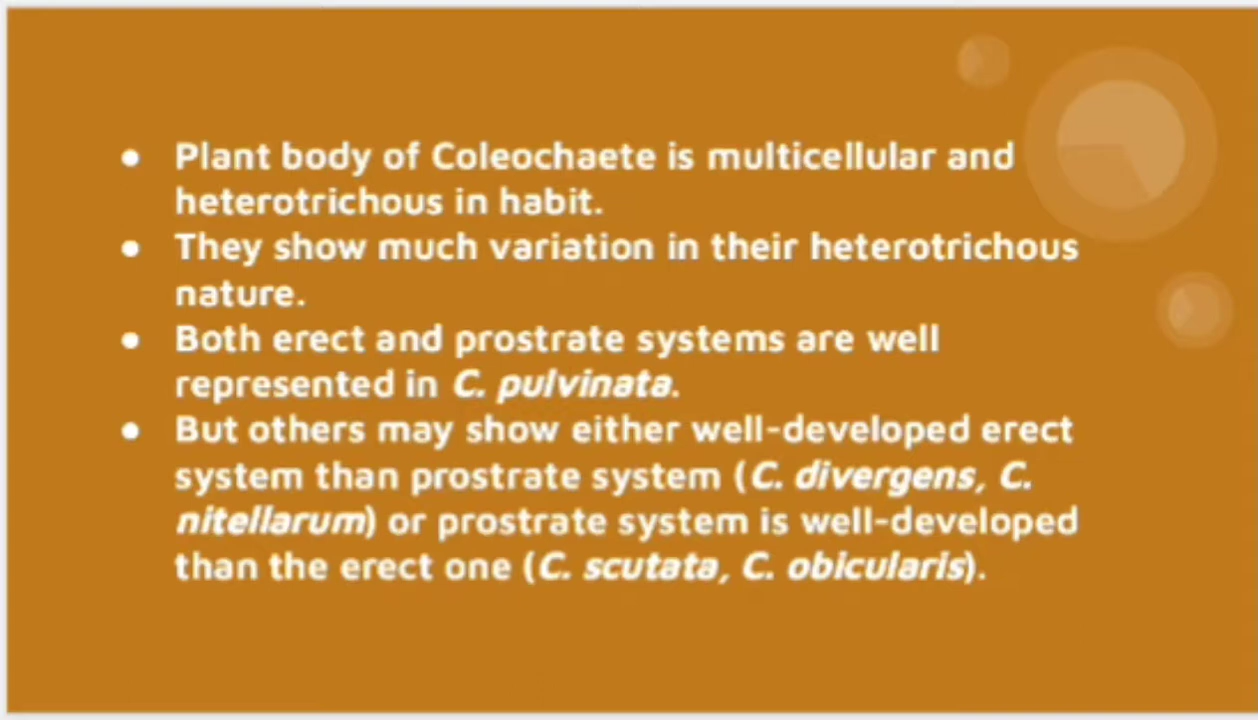 ● Plant body of Coleochaete is multicellular and
heterotrichous in habit.
● They show much variation in their heterotrichous
nature.
● Both erect and prostrate systems are well
represented in C. pulvinata.
● But others may show either well-developed erect
system than prostrate system (C. divergens, C.
nitellarum) or prostrate system is well-developed
than the erect one (C. scutata, C. obicularis).